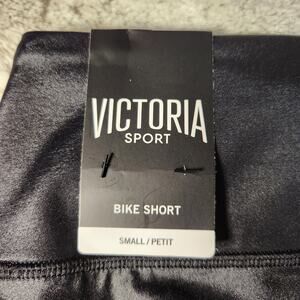 VICTORIA
SPORT
BIKE SHORT
SMALL / PETIT